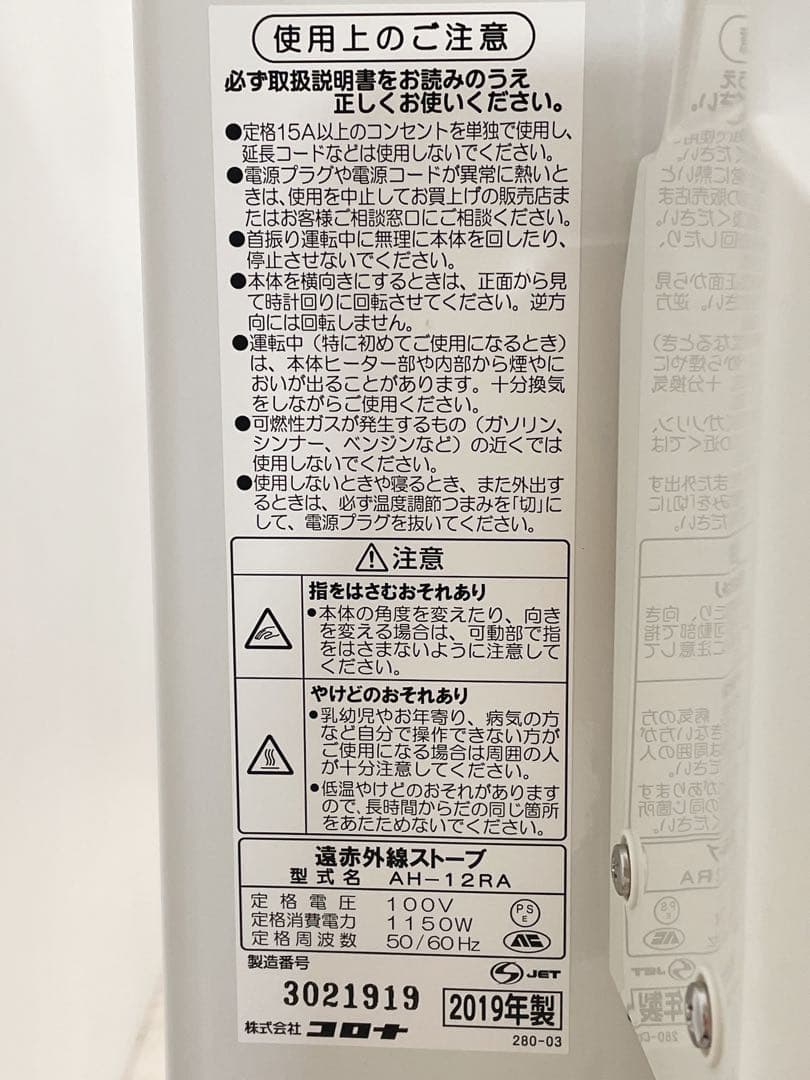 使用上のご注意
必ず取扱説明書をお読みのうえ
正しくお使いください。
●定格15A以上のコンセントを単独で使用し、
延長コードなどは使用しないでください。
●電源プラグや電源コードが異常に熱いと
きは、使用を中止してお買上げの販売店ま
たはお客様ご相談窓口にご相談ください。
●首振り運転中に無理に本体を回したり、
停止させないでください。
●本体を横向きにするときは、正面から見
て時計回りに回転させてください。逆方
向には回転しません。
●運転中（特に初めてご使用になるとき）
は、本体ヒーター部や内部から煙やに
おいが出ることがあります。十分換気
をしながらご使用ください。
●可燃性ガスが発生するもの（ガソリン、
シンナー、ベンジンなど）の近くでは
使用しないでください。
●使用しないときや寝るとき、また外出す
るときは、必ず温度調節つまみを「切」に
して、電源プラグを抜いてください。
⚠注意
指をはさむおそれあり
●本体の角度を変えたり、向き
を変える場合は、可動部で指
をはさまないように注意して
ください。
やけどのおそれあり
●乳幼児やお年寄り、病気の方
など自分で操作できない方が
ご使用になる場合は周囲の人
が十分注意してください。
●低温やけどのおそれがあります
ので、長時間からだの同じ箇所
をあたためないでください。
遠赤外線ストーブ
型式名 AH-12RA
定格電圧 100V
定格消費電力 1150W
定格周波数 50/60Hz
PSE
製造番号
JET
3021919 2019年製
株式会社コロナ
280-03